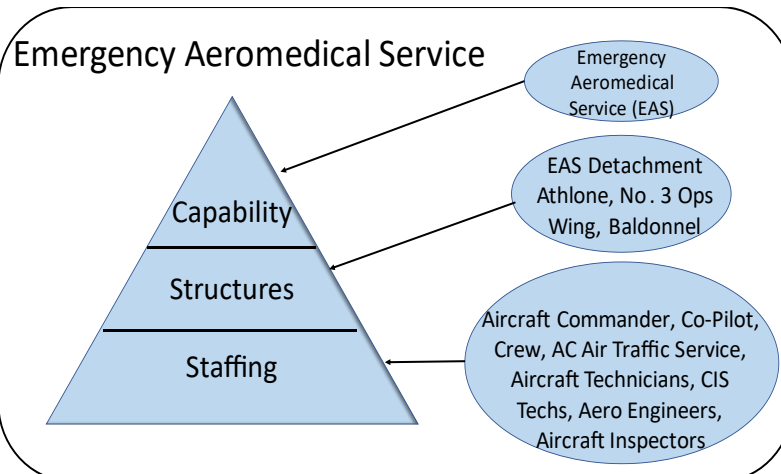 Emergency Aeromedical Service
Emergency
Aeromedical
Service (EAS)
EAS Detachment
Athlone, No. 3 Ops
Wing, Baldonnel
Capability
Structures
Staffing
Aircraft Commander, Co-Pilot,
Crew, AC Air Traffic Service,
Aircraft Technicians, CIS
Techs, Aero Engineers,
Aircraft Inspectors